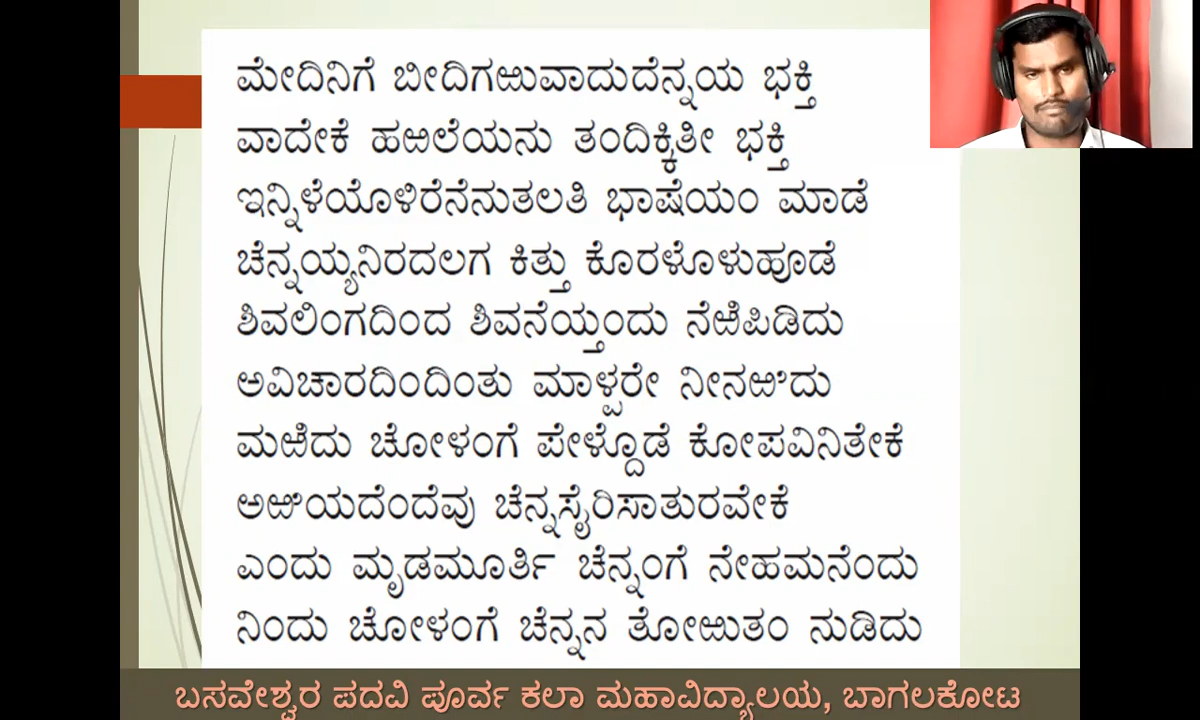 ಮೇದಿನಿಗೆ ಬೀದಿಗಱುವಾದುದೆನ್ನಯ ಭಕ್ತಿ
ವಾದೇಕೆ ಹಱಲೆಯನು ತಂದಿಕ್ಕಿತೀ ಭಕ್ತಿ
ಇನ್ನಿಳೆಯೊಳಿರೆನೆನುತಲತಿ ಭಾಷೆಯಂ ಮಾಡೆ
ಚೆನ್ನಯ್ಯನಿರದಲಗ ಕಿತ್ತು ಕೊರಳೊಳುಹೂಡೆ
ಶಿವಲಿಂಗದಿಂದ ಶಿವನೆಯ್ತಂದು ನೆಱೆಪಿಡಿದು
ಅವಿಚಾರದಿಂದಿಂತು ಮಾಳ್ಪರೇ ನೀನಱಿದು
ಮಱೆದು ಚೋಳಂಗೆ ಪೇಳ್ದೊಡೆ ಕೋಪವಿನಿತೇಕೆ
ಅಱಿಯದೆಂದೆವು ಚೆನ್ನಸೈರಿಸಾತುರವೇಕೆ
ಎಂದು ಮೃಡಮೂರ್ತಿ ಚೆನ್ನಂಗೆ ನೇಹಮನೆಂದು
ನಿಂದು ಚೋಳಂಗೆ ಚೆನ್ನನ ತೋಱುತಂ ನುಡಿದು
ಬಸವೇಶ್ವರ ಪದವಿ ಪೂರ್ವ ಕಲಾ ಮಹಾವಿದ್ಯಾಲಯ, ಬಾಗಲಕೋಟ